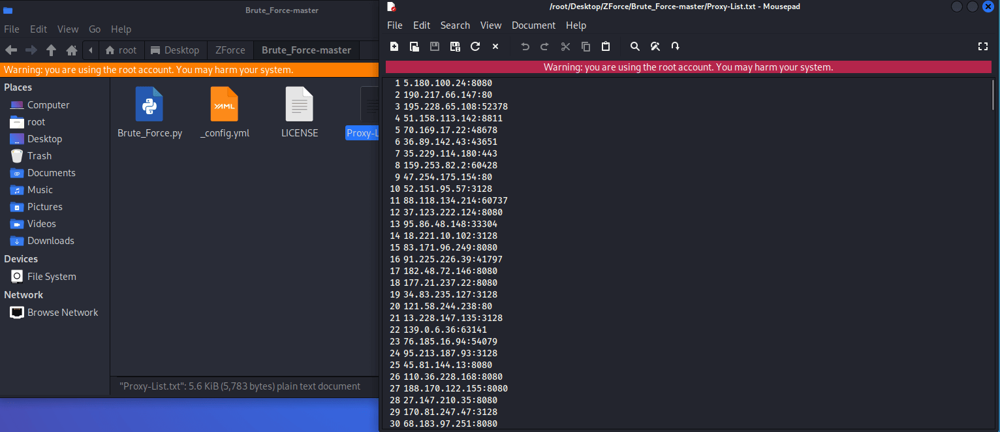 Brute_Force-master
File Edit View Go Help
root Desktop ZForce Brute_Force-master
Warning: you are using the root account. You may harm your system.
Places
Computer
root
Desktop
Trash
Documents
Music
Pictures
Videos
Downloads
Devices
File System
Network
Browse Network
Brute_Force.py
YAML
_config.yml
LICENSE
Proxy-L
"Proxy-List.txt": 5.6 KiB (5,783 bytes) plain text document
/root/Desktop/ZForce/Brute_Force-master/Proxy-List.txt - Mousepad
File Edit Search View Document Help
Warning: you are using the root account. You may harm your system.
1 5.180.100.24:8080
2 190.217.66.147:80
3 195.228.65.108:52378
4 51.158.113.142:8811
5 70.169.17.22:48678
6 36.89.142.43:43651
7 35.229.114.180:443
8 159.253.82.2:60428
9 47.254.175.154:80
10 52.151.95.57:3128
11 88.118.134.214:60737
12 37.123.222.124:8080
13 95.86.48.148:33304
14 18.221.10.102:3128
15 83.171.96.249:8080
16 91.225.226.39:41797
17 182.48.72.146:8080
18 177.21.237.22:8080
19 34.83.235.127:3128
20 121.58.244.238:80
21 13.228.147.135:3128
22 139.0.6.36:63141
23 76.185.16.94:54079
24 95.213.187.93:3128
25 45.81.144.13:8080
26 110.36.228.168:8080
27 188.170.122.155:8080
28 27.147.210.35:8080
29 170.81.247.47:3128
30 68.183.97.251:8080